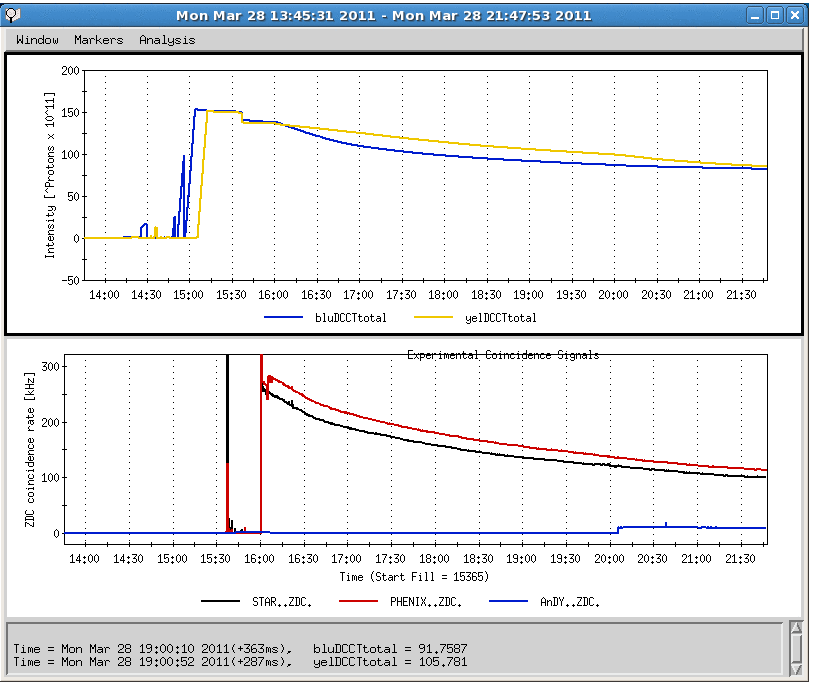 Mon Mar 28 13:45:31 2011 - Mon Mar 28 21:47:53 2011
Window Markers Analysis
200
150
100
50
0
-50
Intensity [^Protons x 10^11]
14:00 14:30 15:00 15:30 16:00 16:30 17:00 17:30 18:00 18:30 19:00 19:30 20:00 20:30 21:00 21:30
bluDCCTtotal yelDCCTtotal
Experimental Coincidence Signals
300
200
100
0
ZDC coincidence rate [kHz]
14:00 14:30 15:00 15:30 16:00 16:30 17:00 17:30 18:00 18:30 19:00 19:30 20:00 20:30 21:00 21:30
Time (Start Fill = 15365)
STAR..ZDC. PHENIX..ZDC. AnDY..ZDC.
Time = Mon Mar 28 19:00:10 2011(+363ms), bluDCCTtotal = 91.7587
Time = Mon Mar 28 19:00:52 2011(+287ms), yelDCCTtotal = 105.781